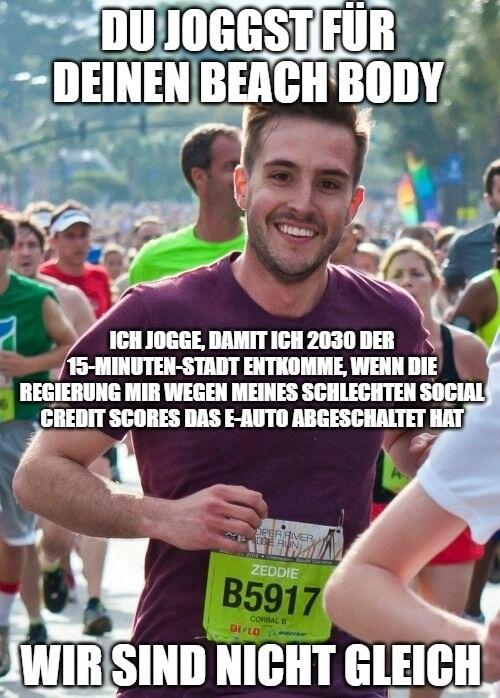 DU JOGGST FÜR
DEINEN BEACH BODY
ICH JOGGE, DAMIT ICH 2030 DER
15-MINUTEN-STADT ENTKOMME, WENN DIE
REGIERUNG MIR WEGEN MEINES SCHLECHTEN SOCIAL
CREDIT SCORES DAS E-AUTO ABGESCHALTET HAT
ZEDDIE
B5917
CORRAL B
WIR SIND NICHT GLEICH